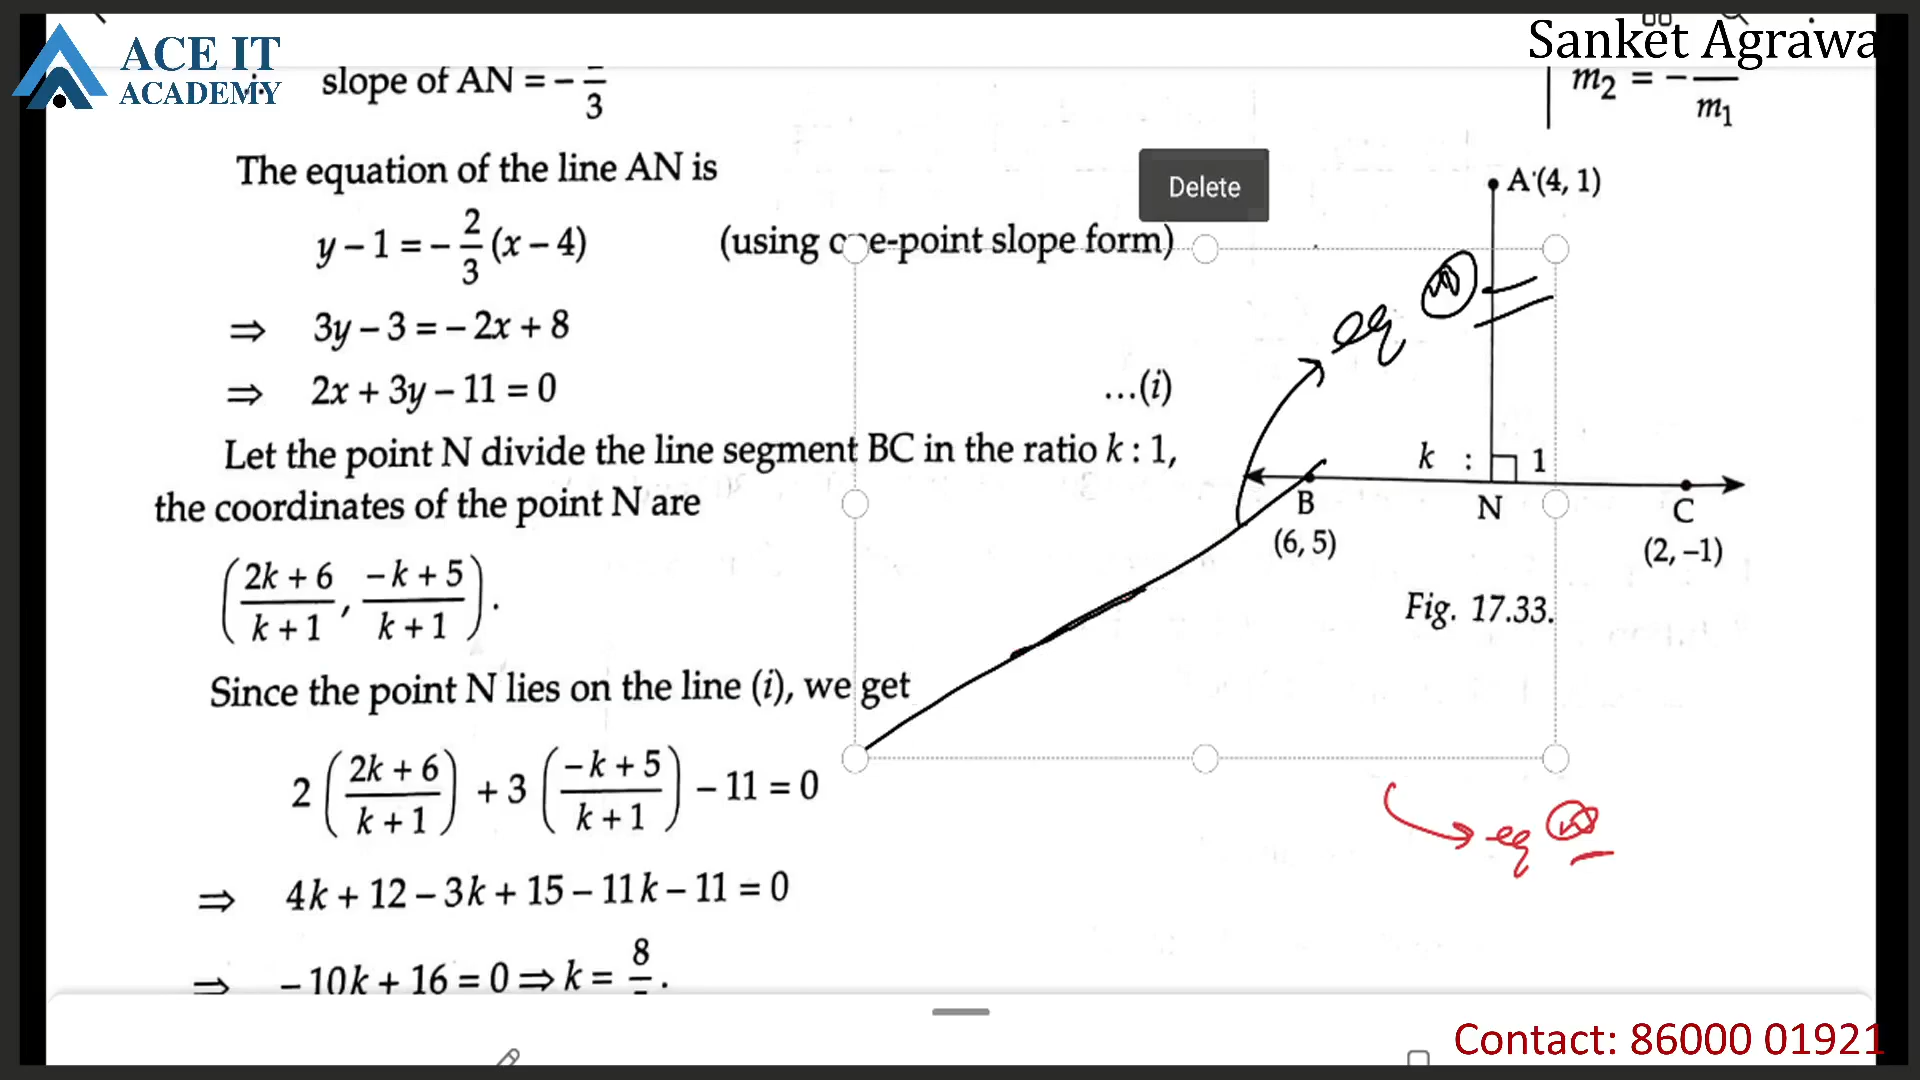 ACE IT
ACADEMY
Sanket Agrawa
∴ slope of AN = − /3
m₂ = − /m₁
The equation of the line AN is
y − 1 = − 2/3 (x − 4) (using one-point slope form)
Delete
A (4, 1)
⇒ 3y − 3 = − 2x + 8
eq
⇒ 2x + 3y − 11 = 0 ...(i)
Let the point N divide the line segment BC in the ratio k : 1,
k : 1
the coordinates of the point N are
B N C
(6, 5) (2, −1)
((2k + 6)/(k + 1), (−k + 5)/(k + 1)).
Fig. 17.33.
Since the point N lies on the line (i), we get
2 ((2k + 6)/(k + 1)) + 3 ((−k + 5)/(k + 1)) − 11 = 0
eq
⇒ 4k + 12 − 3k + 15 − 11k − 11 = 0
⇒ − 10k + 16 = 0 ⇒ k = 8/ .
Contact: 86000 01921